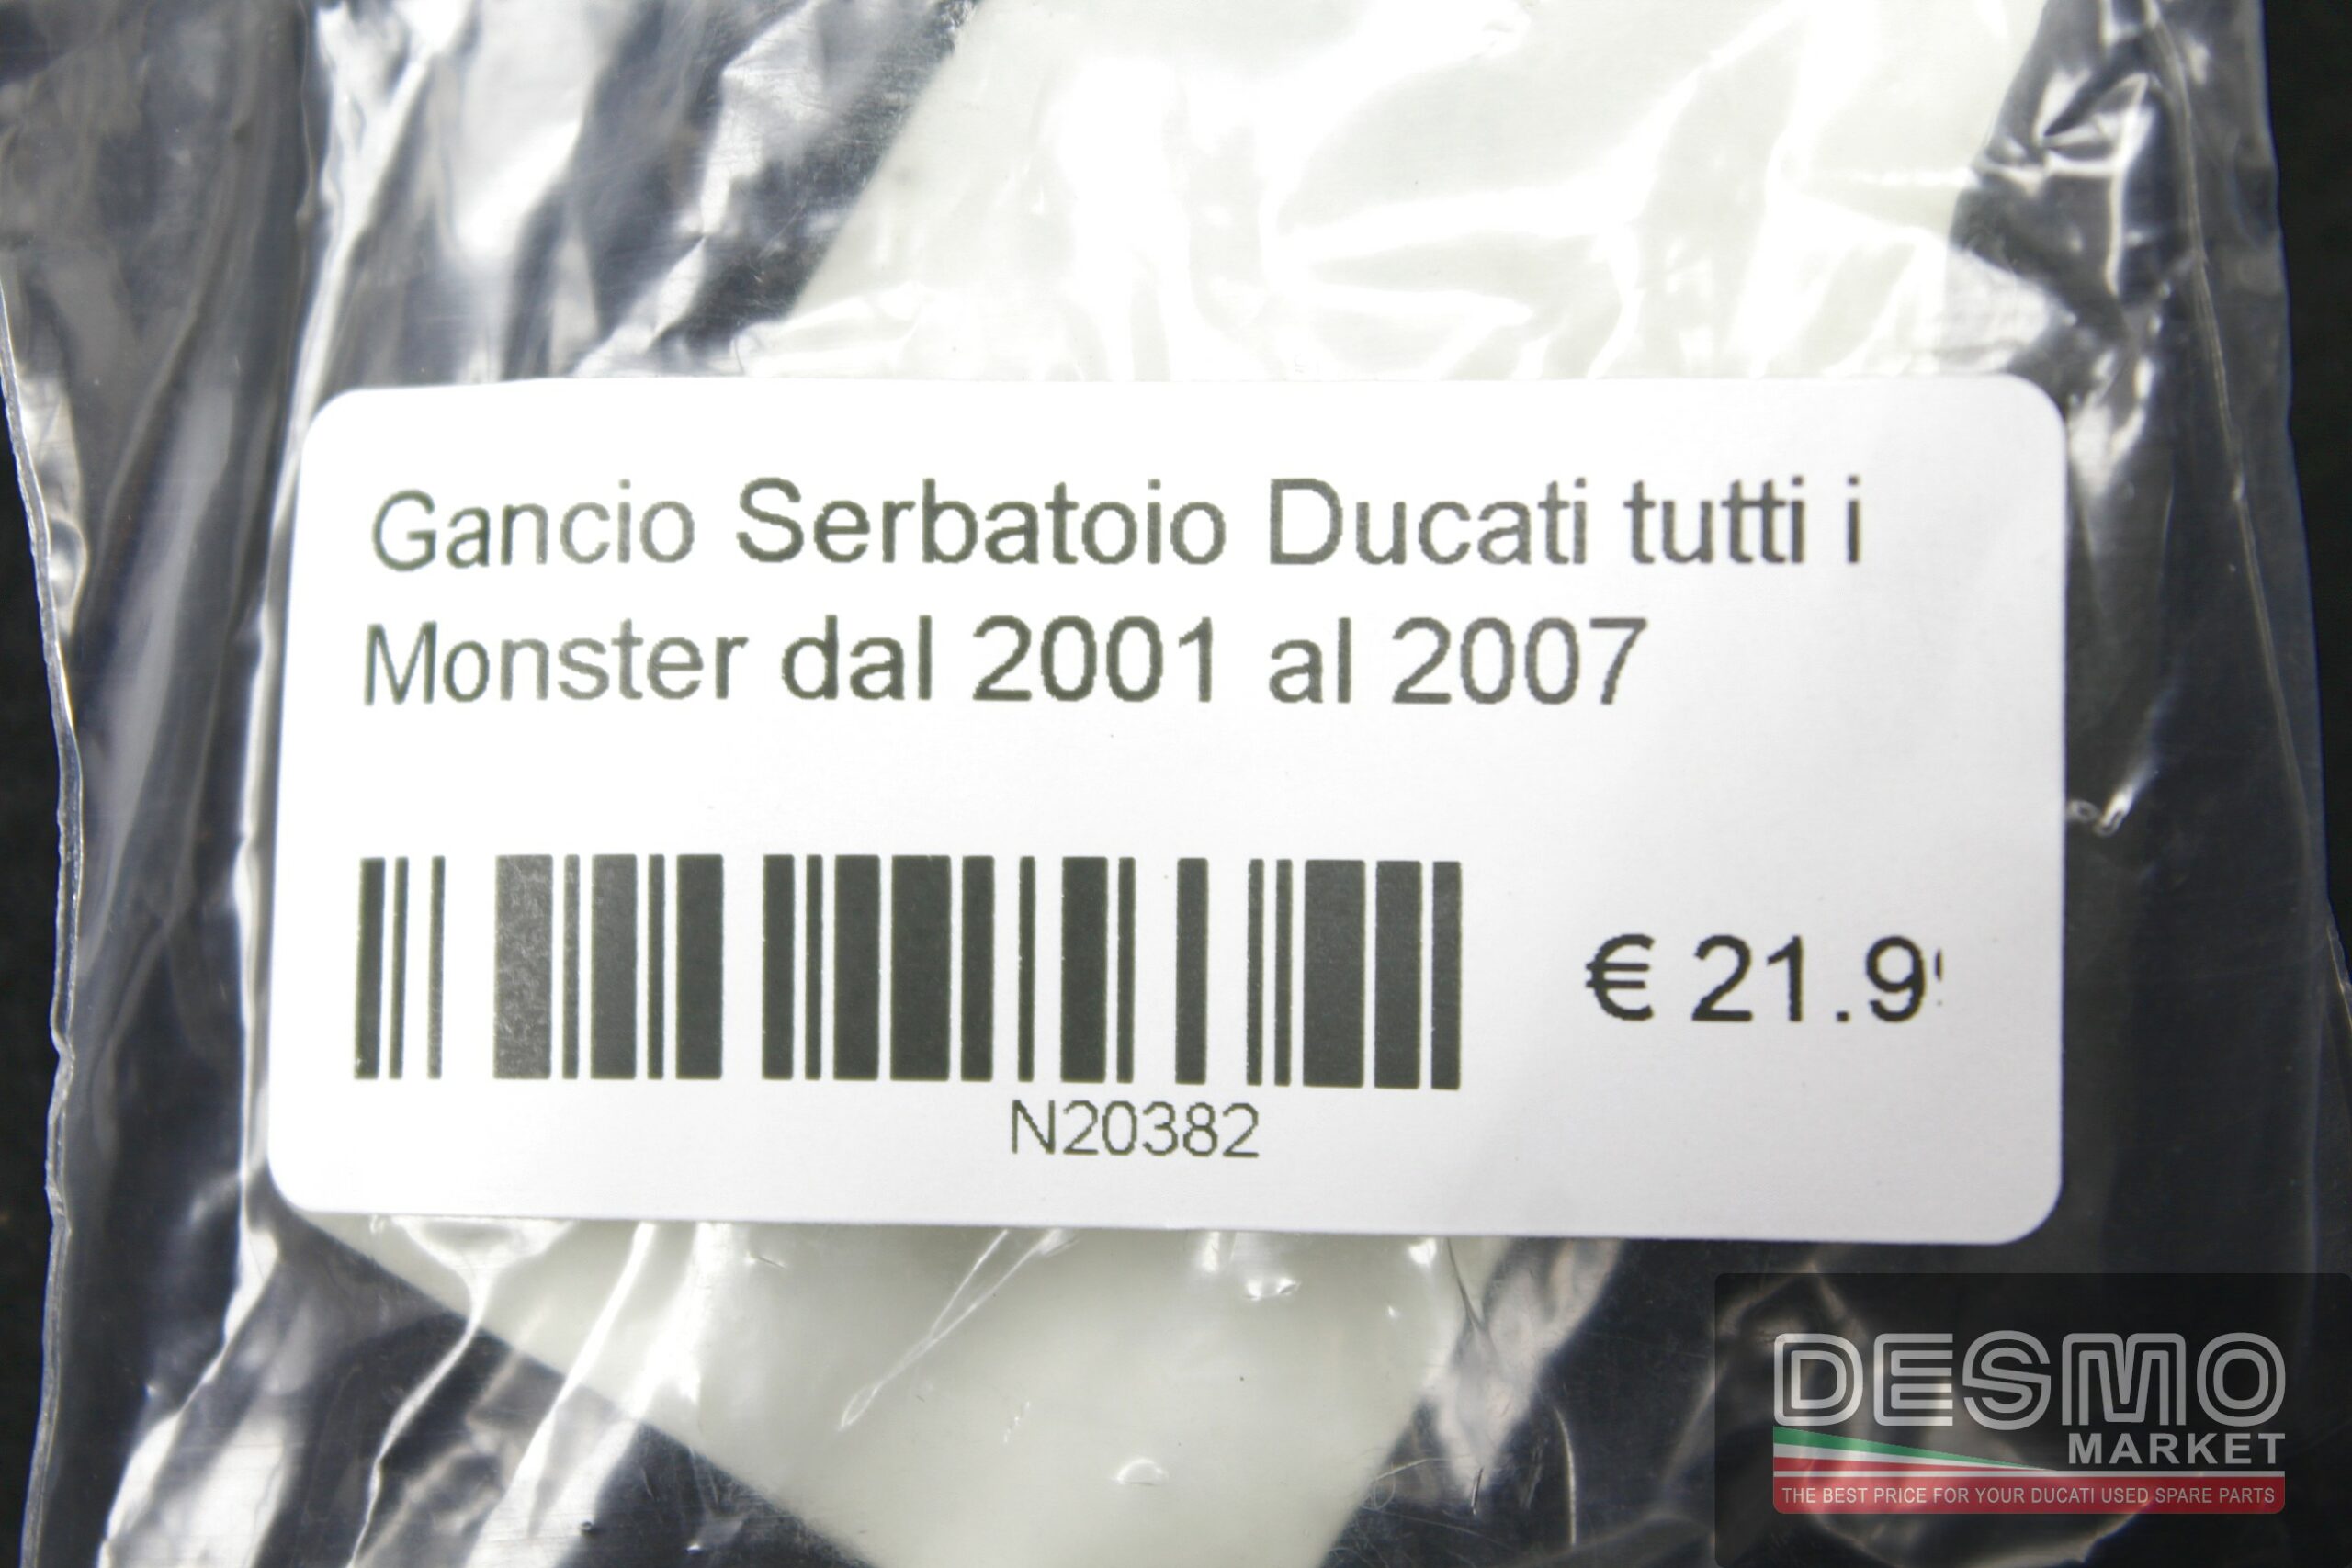 Gancio Serbatoio Ducati tutti i
Monster dal 2001 al 2007
€ 21.9
N20382
DESMO
MARKET
THE BEST PRICE FOR YOUR DUCATI USED SPARE PARTS